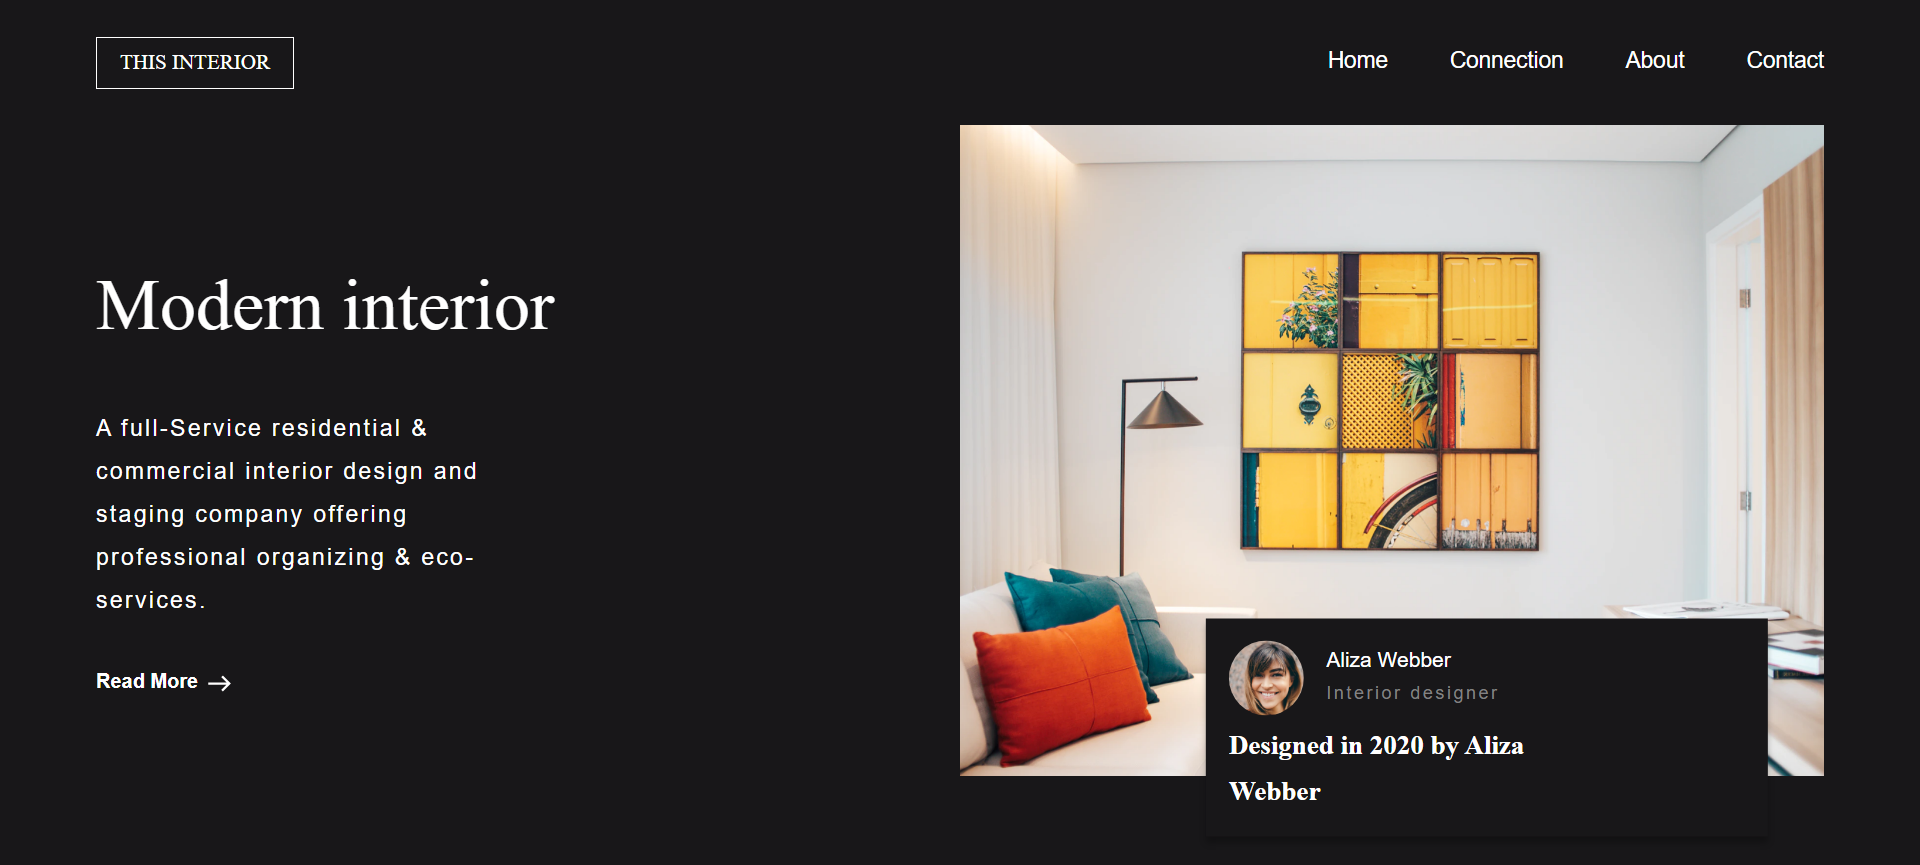 THIS INTERIOR
Home
Connection
About
Contact
Modern interior
A full-Service residential &
commercial interior design and
staging company offering
professional organizing & eco-
services.
Read More
Aliza Webber
Interior designer
Designed in 2020 by Aliza
Webber